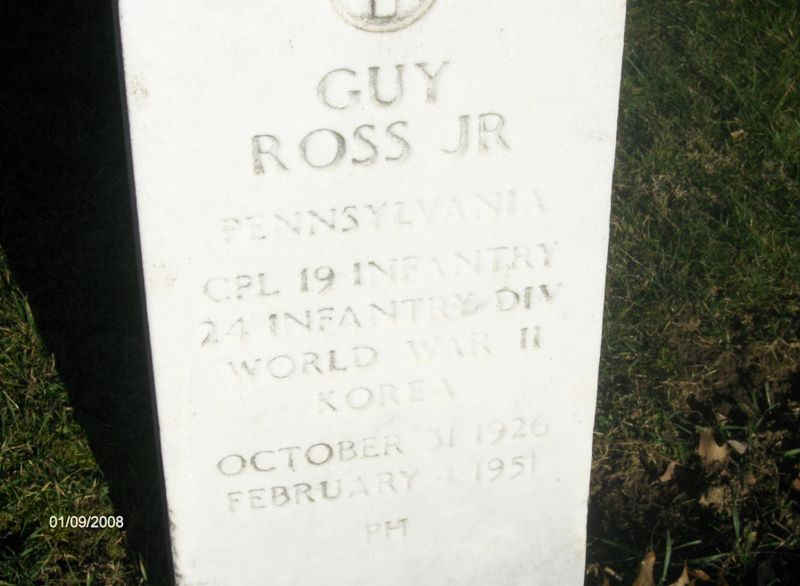 GUY
ROSS JR
PENNSYLVANIA
CPL 19 INFANTRY
24 INFANTRY DIV
WORLD WAR II
KOREA
OCTOBER 31 1926
FEBRUARY 1951
PH
01/09/2008